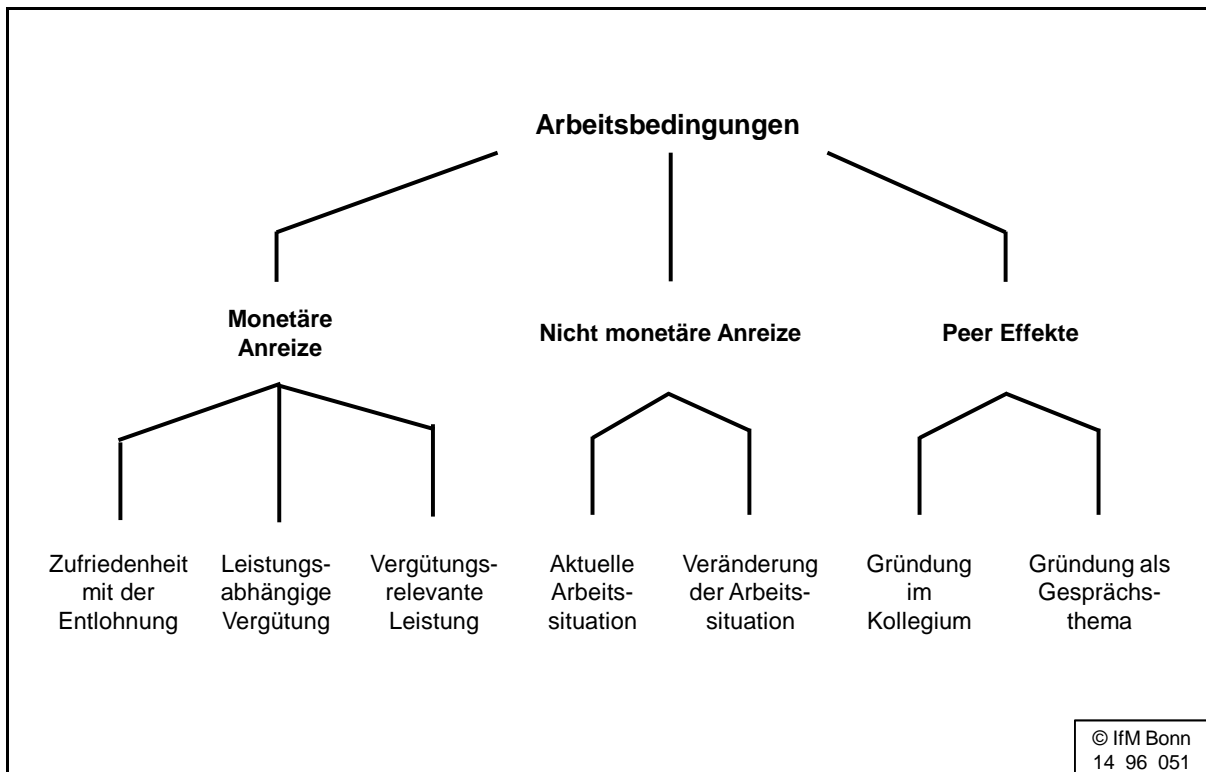 Arbeitsbedingungen
Monetäre
Anreize
Nicht monetäre Anreize
Peer Effekte
Zufriedenheit
mit der
Entlohnung
Leistungs-
abhängige
Vergütung
Vergütungs-
relevante
Leistung
Aktuelle
Arbeits-
situation
Veränderung
der Arbeits-
situation
Gründung
im
Kollegium
Gründung als
Gesprächs-
thema
© IfM Bonn
14 96 051